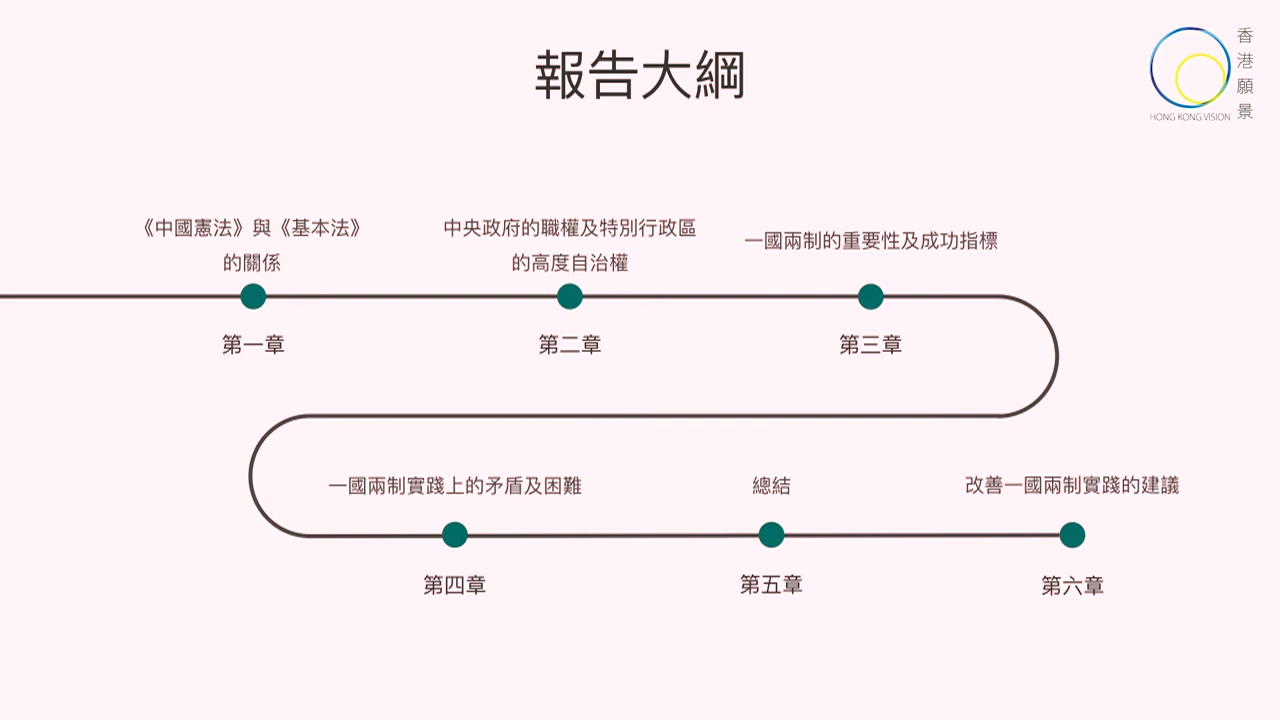 報告大綱
香港願景
HONG KONG VISION
《中國憲法》與《基本法》
的關係
中央政府的職權及特別行政區
的高度自治權
一國兩制的重要性及成功指標
第一章
第二章
第三章
一國兩制實踐上的矛盾及困難
總結
改善一國兩制實踐的建議
第四章
第五章
第六章